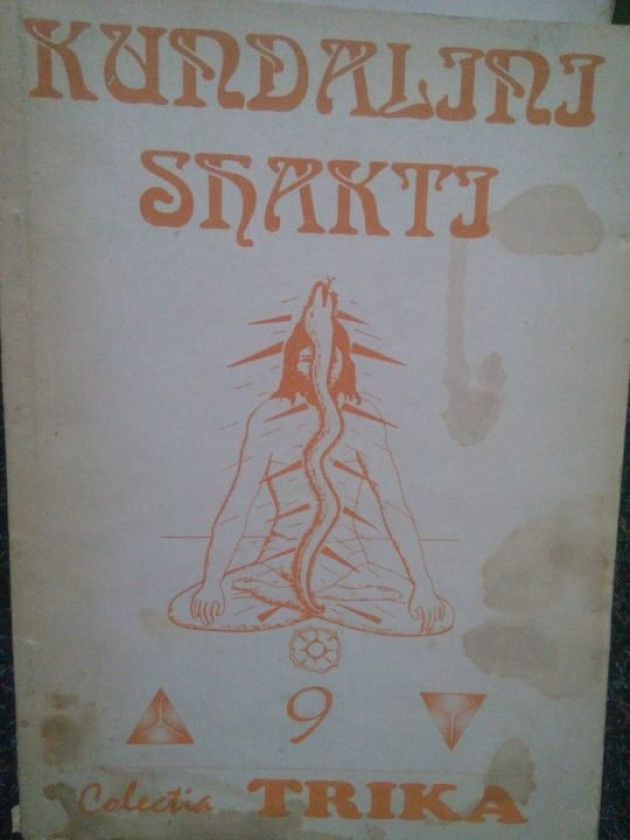 KUNDALINI
SHAKTI
9
Colecția TRIKA